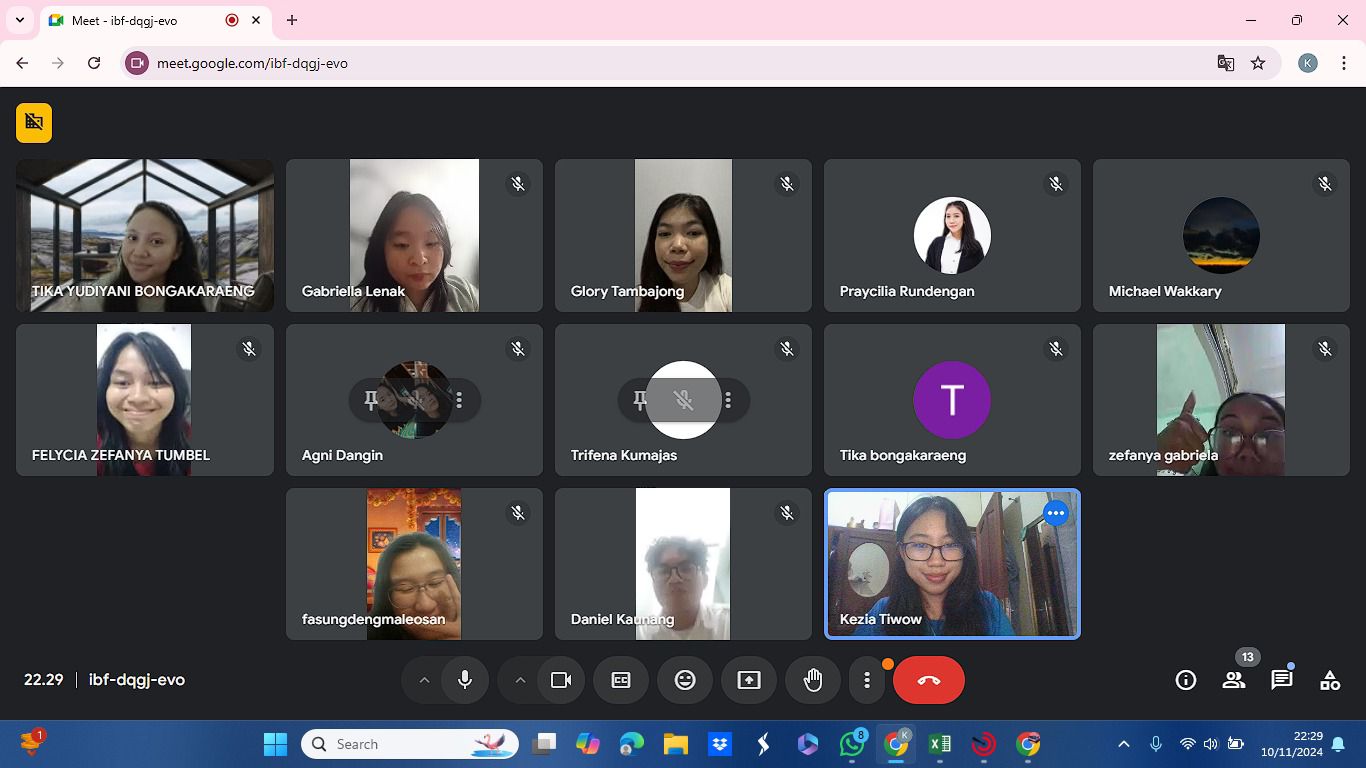 Meet - ibf-dqgj-evo
meet.google.com/ibf-dqgj-evo
K
TIKA YUDIYANI BONGAKARAENG
Gabriella Lenak
Glory Tambajong
Praycilia Rundengan
Michael Wakkary
FELYCIA ZEFANYA TUMBEL
Agni Dangin
Trifena Kumajas
T
Tika bongakaraeng
zefanya gabriela
fasungdengmaleosan
Daniel Kaunang
Kezia Tiwow
22.29
ibf-dqgj-evo
CC
13
1
Search
8
K
22:29
10/11/2024